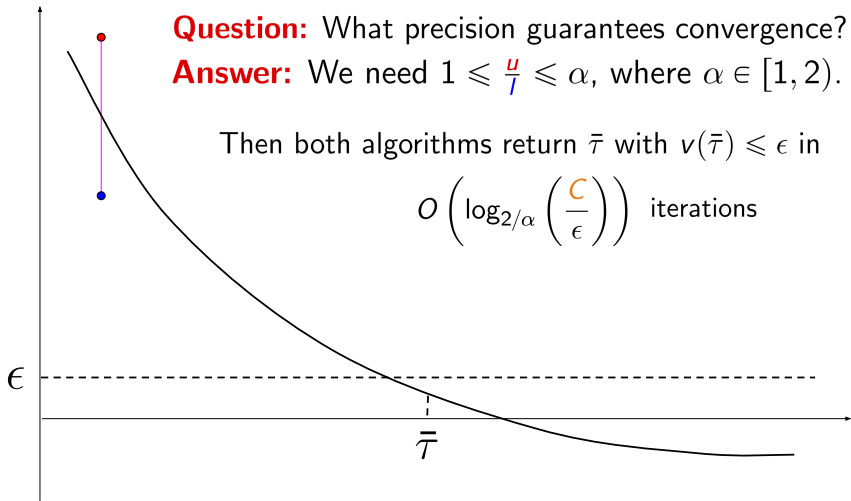 Question: What precision guarantees convergence?
Answer: We need 1 ⩽ u/l ⩽ α, where α ∈ [1, 2).
Then both algorithms return τ̄ with v(τ̄) ⩽ ϵ in
O(log_{2/α}(C/ϵ)) iterations
ϵ
τ̄